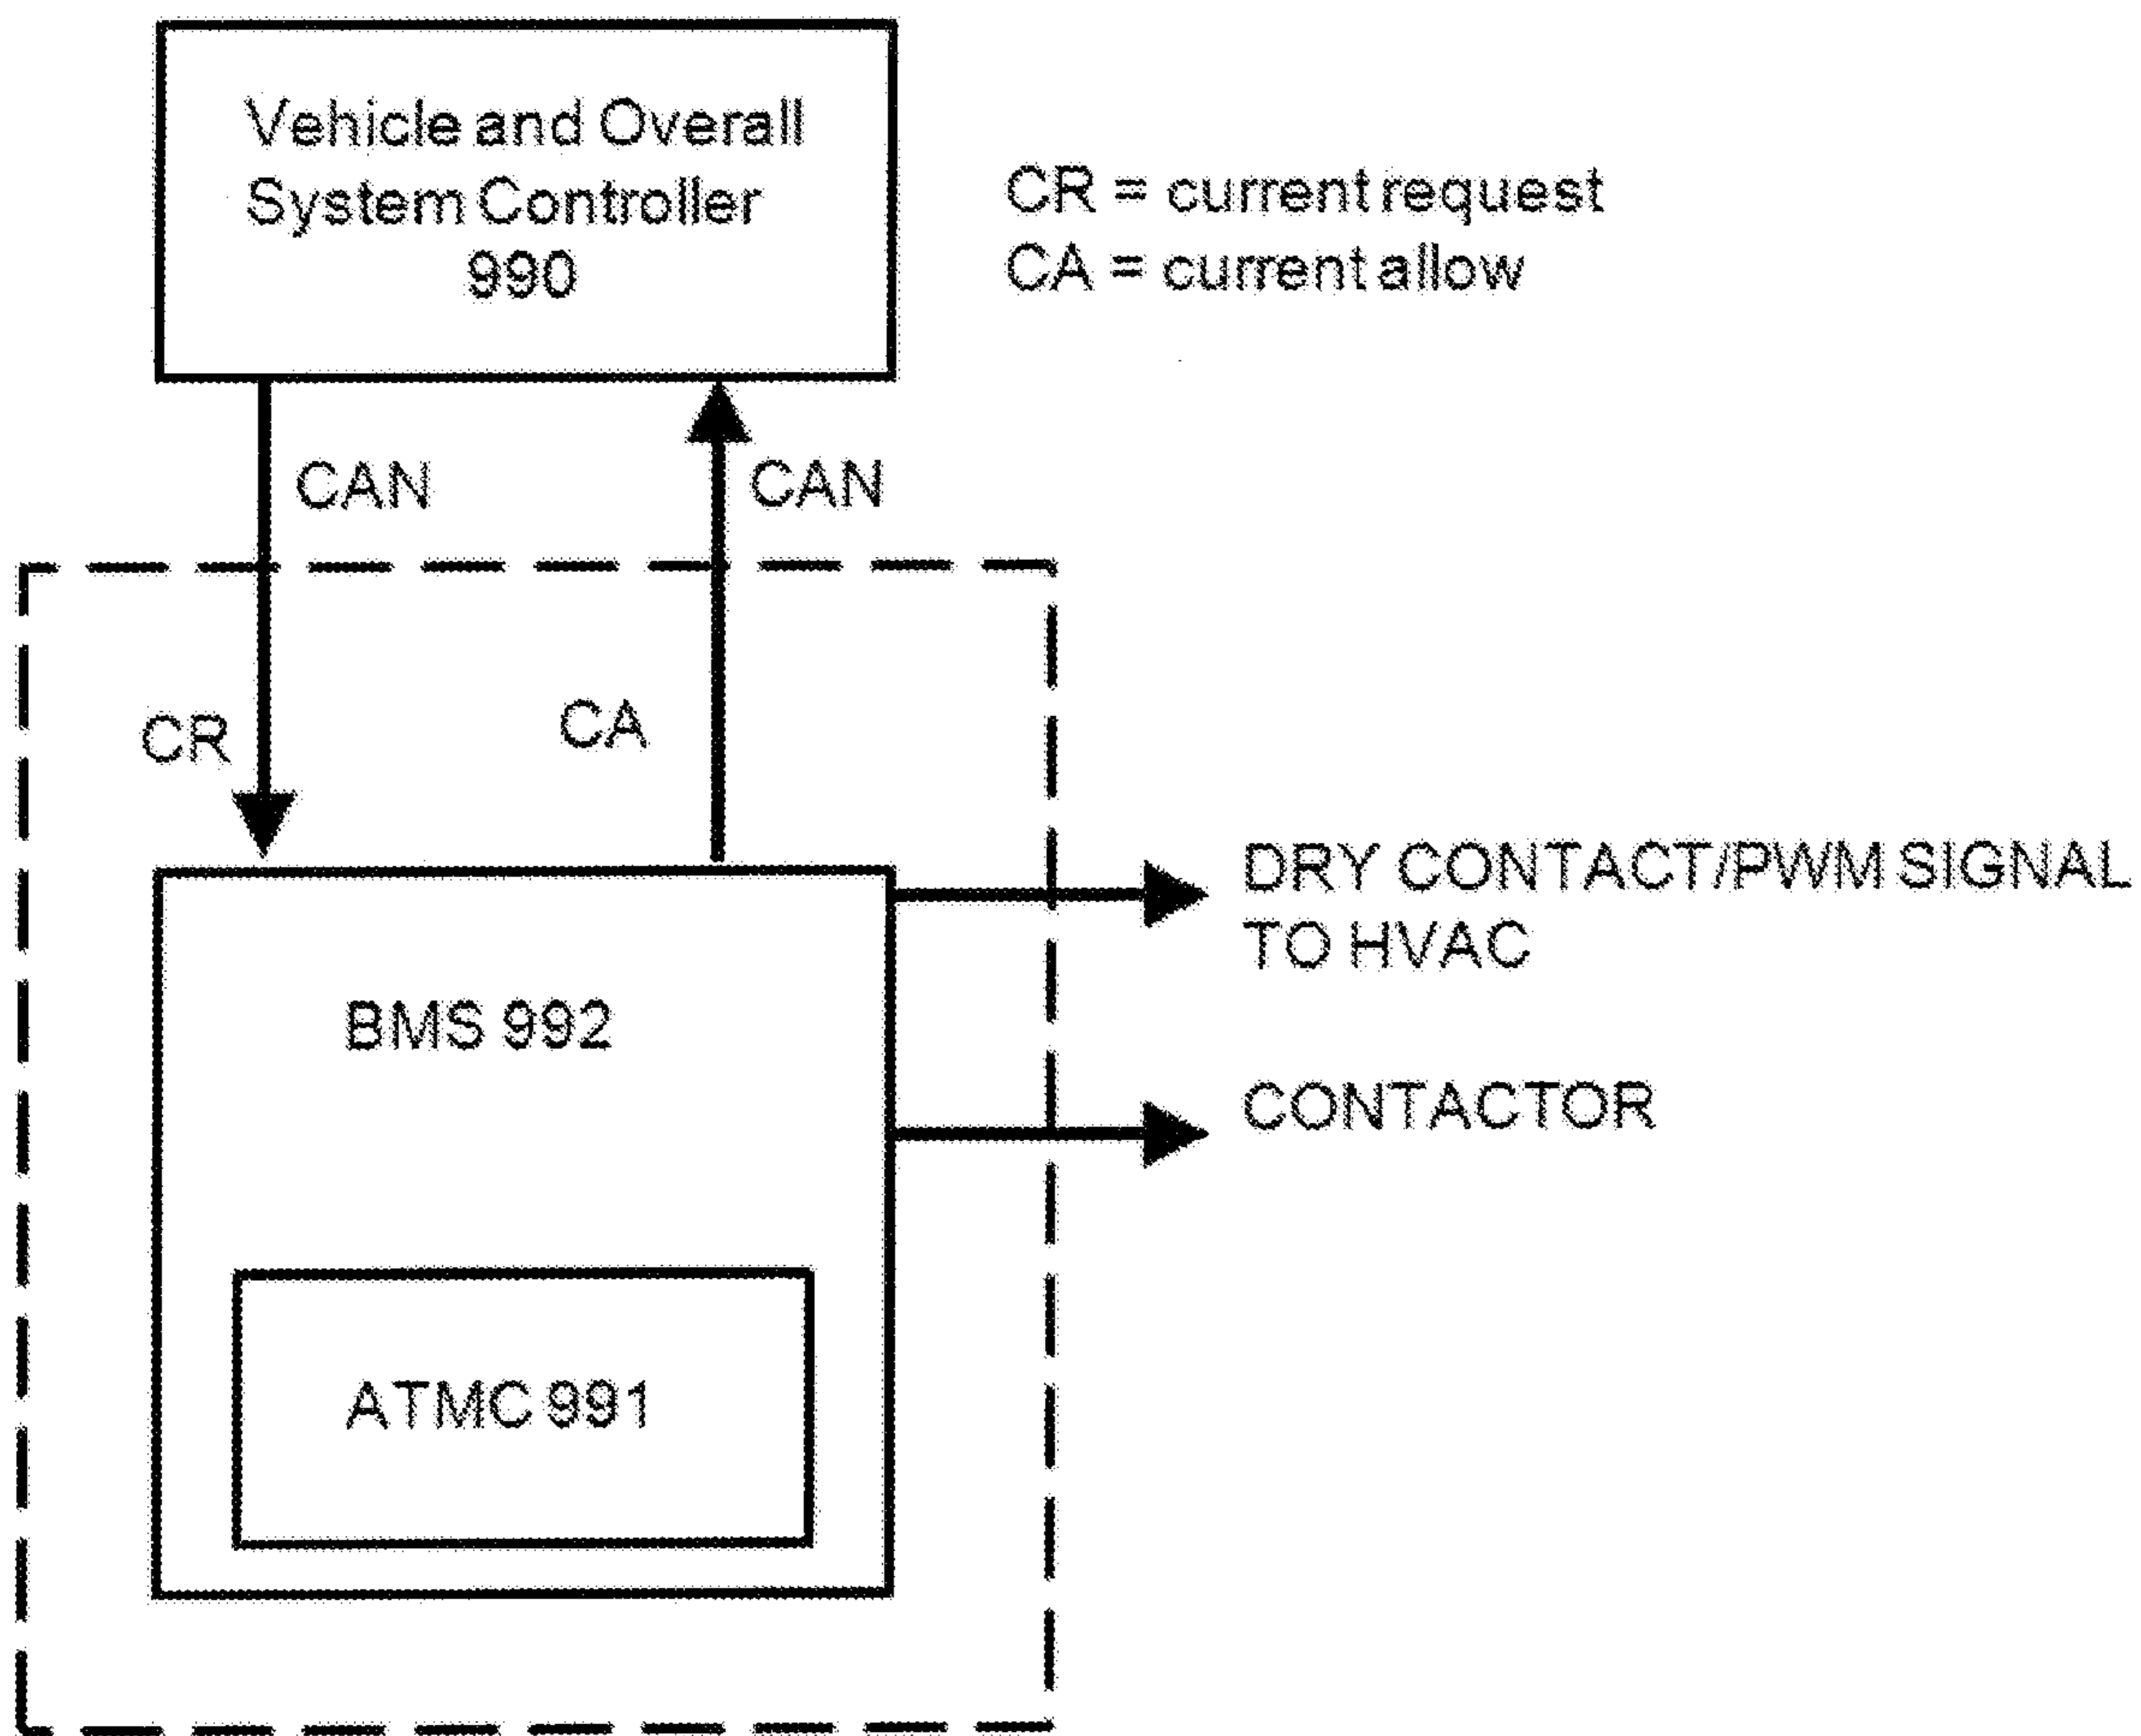 Vehicle and Overall
System Controller
990
CR = current request
CA = current allow
CAN
CAN
CR
CA
DRY CONTACT/PWM SIGNAL
TO HVAC
BMS 992
CONTACTOR
ATMC 991